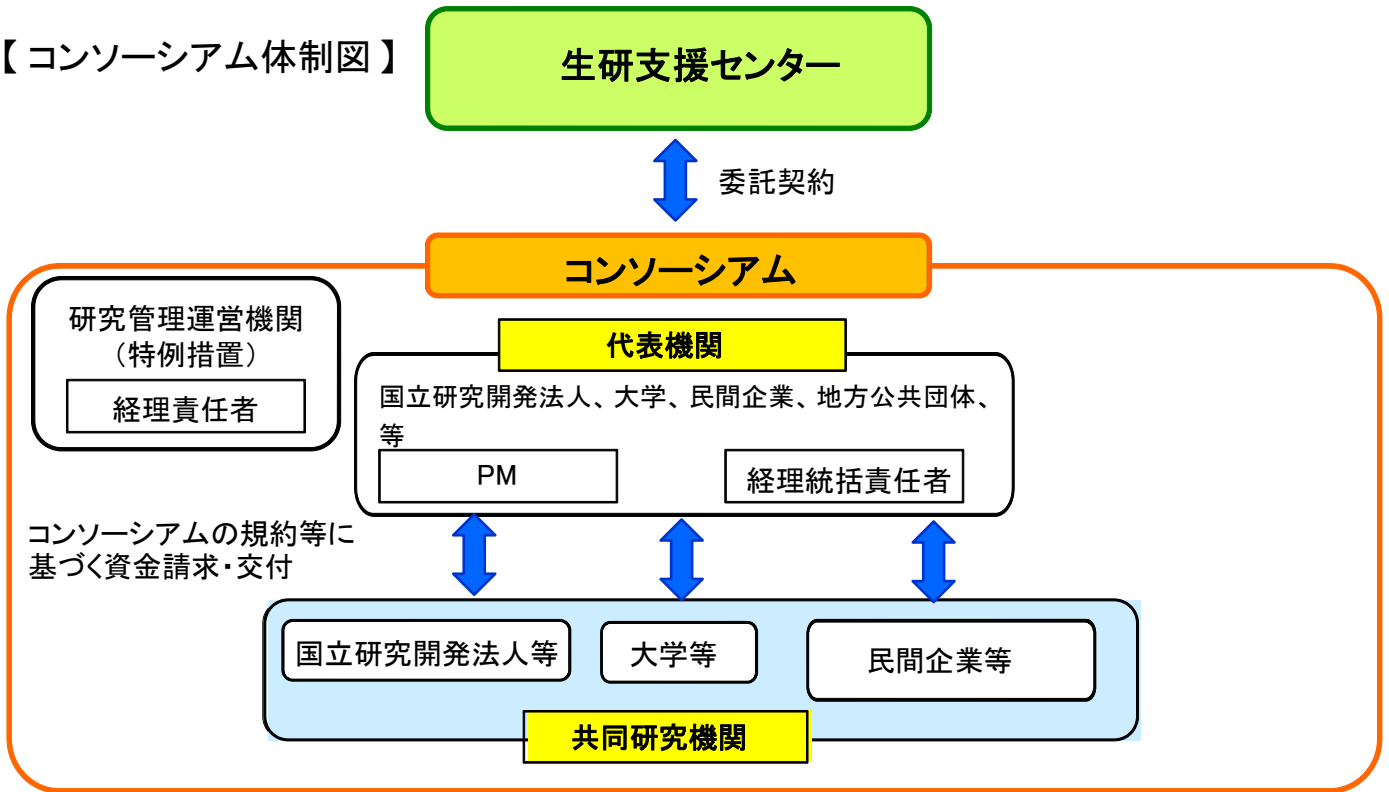 【 コンソーシアム体制図 】
生研支援センター
委託契約
コンソーシアム
研究管理運営機関
（特例措置）
経理責任者
代表機関
国立研究開発法人、大学、民間企業、地方公共団体、
等
PM
経理統括責任者
コンソーシアムの規約等に
基づく資金請求・交付
国立研究開発法人等
大学等
民間企業等
共同研究機関